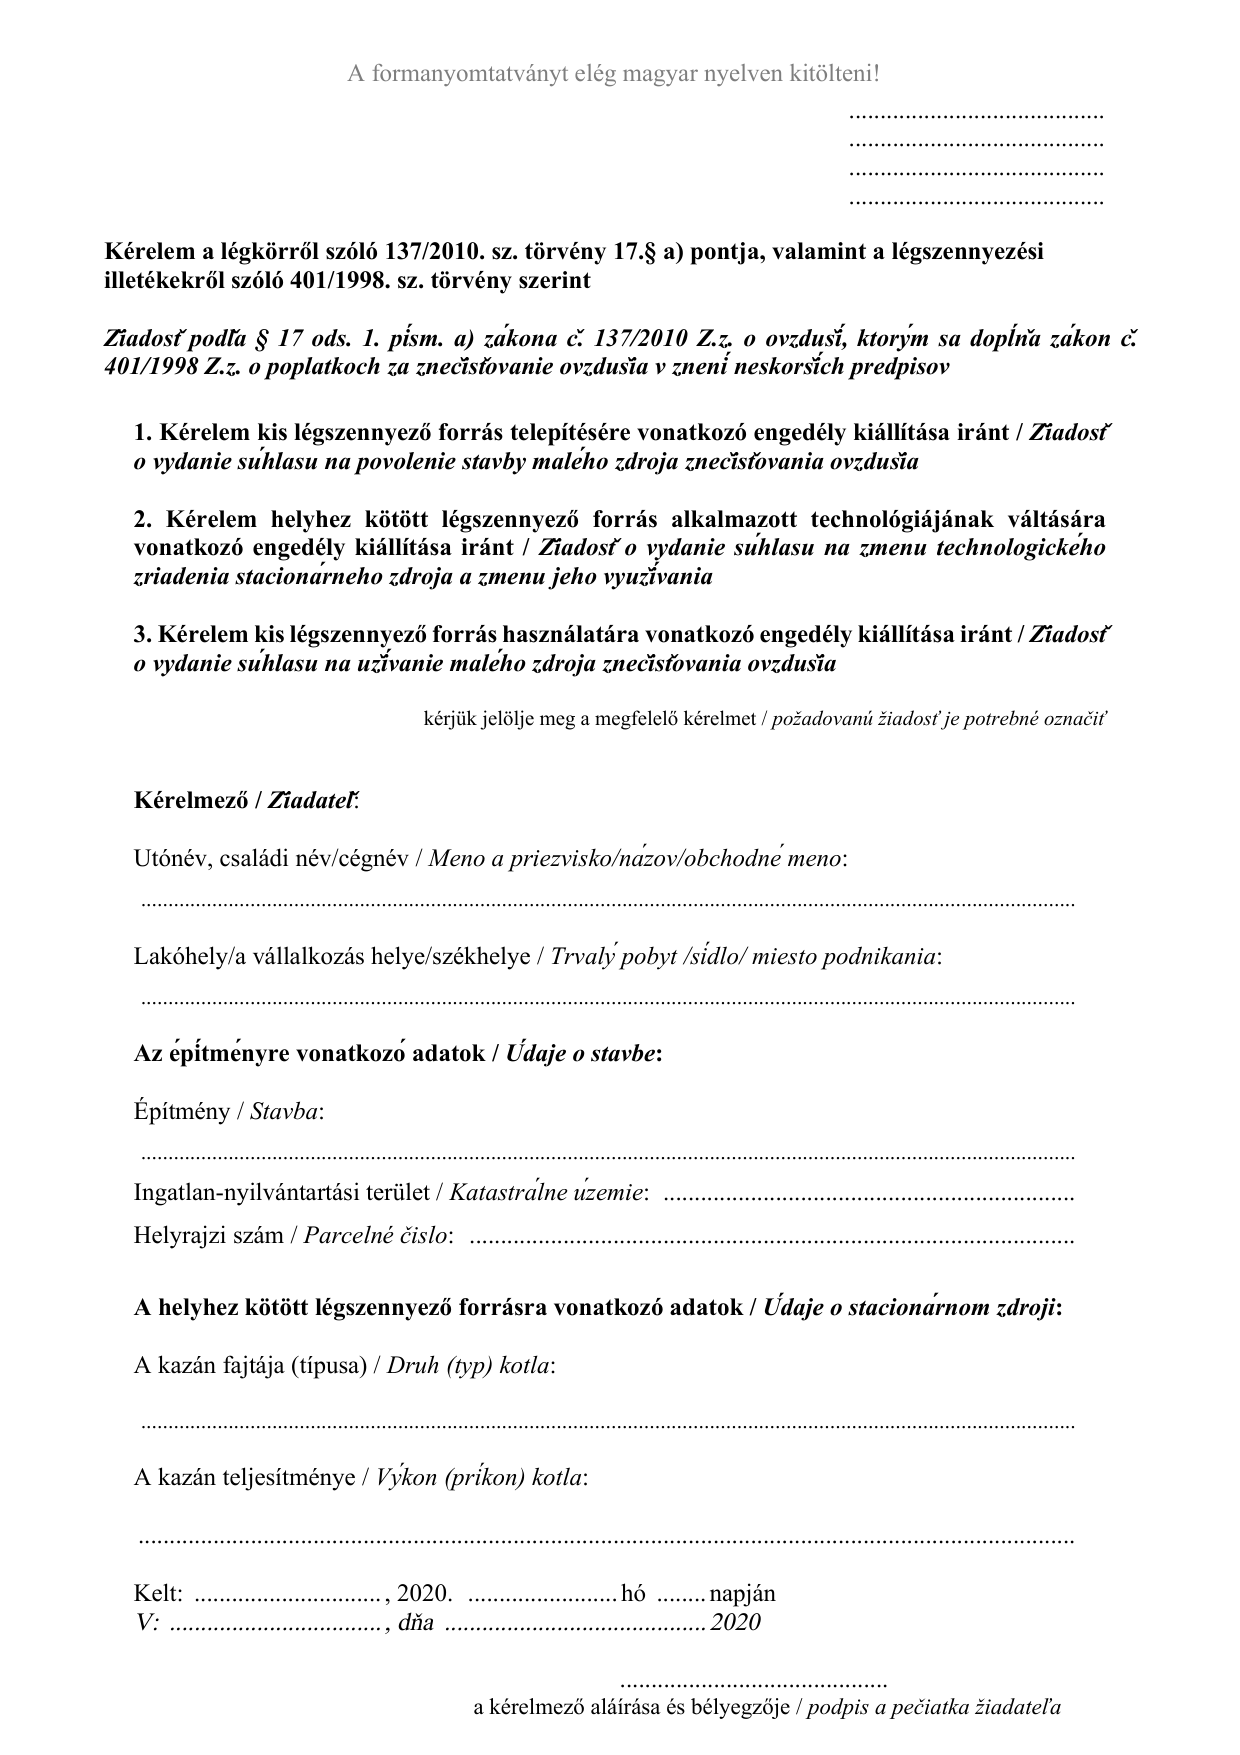 A formanyomtatványt elég magyar nyelven kitölteni!
.........................................
.........................................
.........................................
.........................................
Kérelem a légkörről szóló 137/2010. sz. törvény 17.§ a) pontja, valamint a légszennyezési
illetékekről szóló 401/1998. sz. törvény szerint
Žiadosť podľa § 17 ods. 1. písm. a) zákona č. 137/2010 Z.z. o ovzduší, ktorým sa dopĺňa zákon č.
401/1998 Z.z. o poplatkoch za znečisťovanie ovzdušia v znení neskorších predpisov
1. Kérelem kis légszennyező forrás telepítésére vonatkozó engedély kiállítása iránt / Žiadosť
o vydanie súhlasu na povolenie stavby malého zdroja znečisťovania ovzdušia
2. Kérelem helyhez kötött légszennyező forrás alkalmazott technológiájának váltására
vonatkozó engedély kiállítása iránt / Žiadosť o vydanie súhlasu na zmenu technologického
zriadenia stacionárneho zdroja a zmenu jeho využívania
3. Kérelem kis légszennyező forrás használatára vonatkozó engedély kiállítása iránt / Žiadosť
o vydanie súhlasu na užívanie malého zdroja znečisťovania ovzdušia
kérjük jelölje meg a megfelelő kérelmet / požadovanú žiadosť je potrebné označiť
Kérelmező / Žiadateľ:
Utónév, családi név/cégnév / Meno a priezvisko/názov/obchodné meno:
..........................................................................................
Lakóhely/a vállalkozás helye/székhelye / Trvalý pobyt /sídlo/ miesto podnikania:
..........................................................................................
Az építményre vonatkozó adatok / Údaje o stavbe:
Építmény / Stavba:
..........................................................................................
Ingatlan-nyilvántartási terület / Katastrálne územie: ..................................................................
Helyrajzi szám / Parcelné čislo: .................................................................................................
A helyhez kötött légszennyező forrásra vonatkozó adatok / Údaje o stacionárnom zdroji:
A kazán fajtája (típusa) / Druh (typ) kotla:
..........................................................................................
A kazán teljesítménye / Výkon (príkon) kotla:
..........................................................................................
Kelt: .............................., 2020. ........................ hó ........ napján
V: .................................., dňa .......................................... 2020
...........................................
a kérelmező aláírása és bélyegzője / podpis a pečiatka žiadateľa